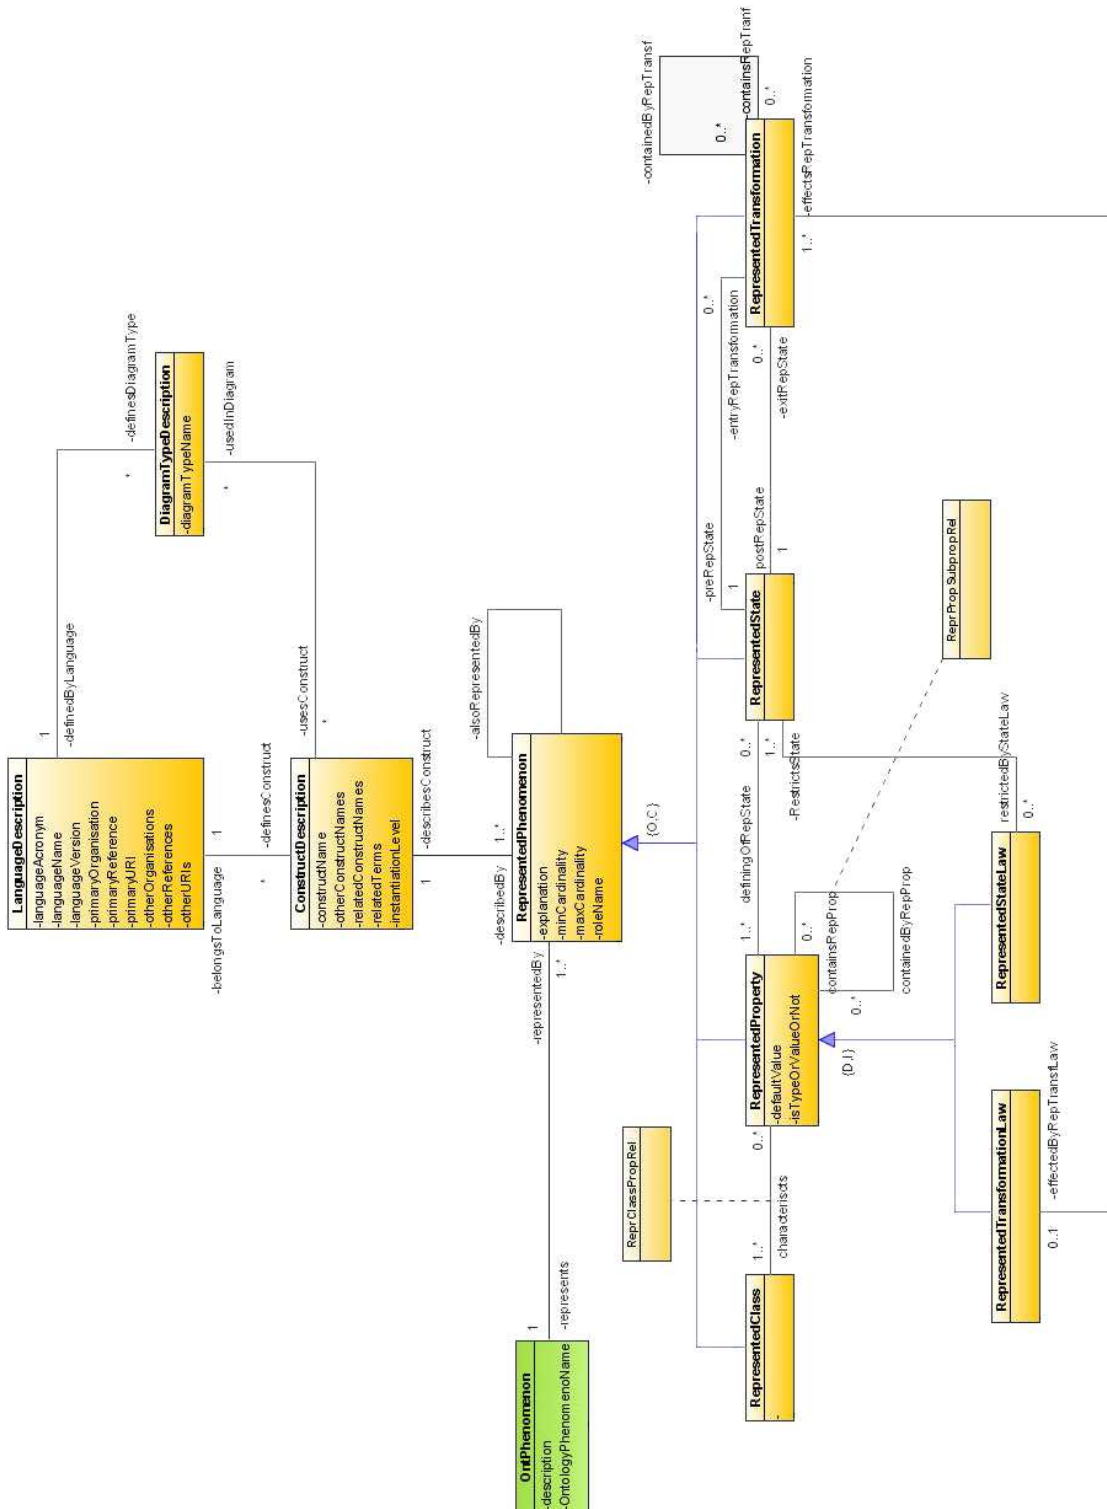 LanguageDescription
-languageAcronym
-languageName
-languageVersion
-primaryOrganisation
-primaryReference
-primaryURI
-otherOrganisations
-otherReferences
-otherURIs
1
-definedByLanguage
-definesDiagramType
*
DiagramTypeDescription
-diagramTypeName
-usedInDiagram
*
-belongsToLanguage
1
-definesConstruct
*
-usesConstruct
*
ConstructDescription
-constructName
-otherConstructNames
-relatedConstructNames
-relatedTerms
-instantiationLevel
1
-describesConstruct
-describedBy
1..*
-alsoRepresentedBy
RepresentedPhenomenon
-explanation
-minCardinality
-maxCardinality
-roleName
-representedBy
1..*
1
-represents
OntPhenomenon
-description
-OntologyPhenomenoName
{O,C}
ReprClassPropRel
RepresentedClass
-
1..*
characteriscts
0..*
RepresentedProperty
-defaultValue
-isTypeOrValueOrNot
1..*
definingOfRepState
0..*
containsRepProp
0..*
containedByRepProp
0..*
{D,I}
RepresentedState
1..*
-RestrictsState
-preRepState
1
postRepState
1
0..*
-entryRepTransformation
0..*
-exitRepState
RepresentedTransformation
-containedByRepTransf
0..*
-containsRepTranf
0..*
1..*
-effectsRepTransformation
ReprPropSubpropRel
RepresentedTransformationLaw
0..1
-effectedByRepTransfLaw
RepresentedStateLaw
restrictedByStateLaw
0..*